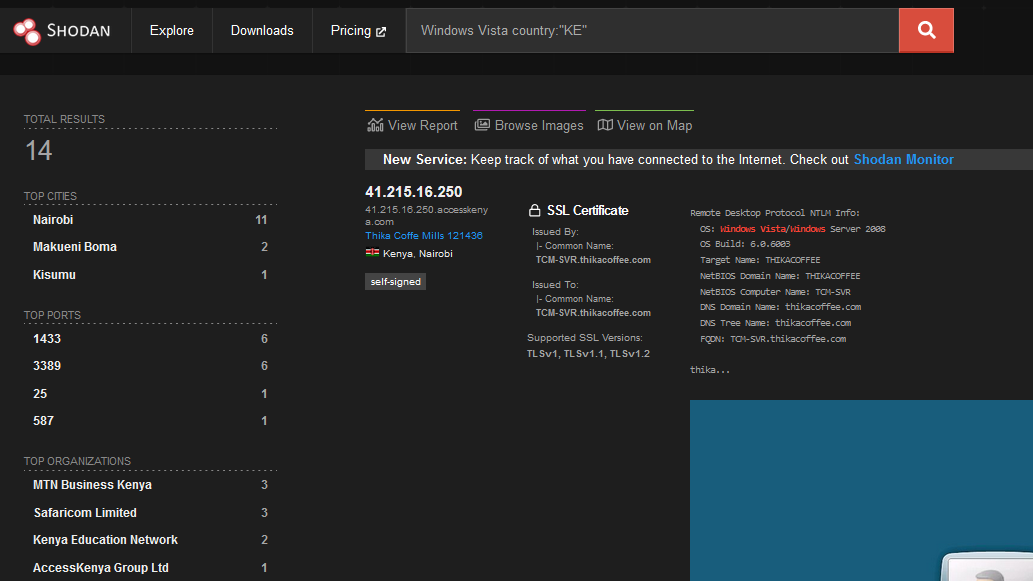 SHODAN
Explore
Downloads
Pricing
Windows Vista country:"KE"
TOTAL RESULTS
14
TOP CITIES
Nairobi 11
Makueni Boma 2
Kisumu 1
TOP PORTS
1433 6
3389 6
25 1
587 1
TOP ORGANIZATIONS
MTN Business Kenya 3
Safaricom Limited 3
Kenya Education Network 2
AccessKenya Group Ltd 1
View Report
Browse Images
View on Map
New Service: Keep track of what you have connected to the Internet. Check out Shodan Monitor
41.215.16.250
41.215.16.250.accesskeny
a.com
Thika Coffe Mills 121436
Kenya, Nairobi
self-signed
SSL Certificate
Issued By:
|- Common Name:
TCM-SVR.thikacoffee.com
Issued To:
|- Common Name:
TCM-SVR.thikacoffee.com
Supported SSL Versions:
TLSv1, TLSv1.1, TLSv1.2
Remote Desktop Protocol NTLM Info:
OS: Windows Vista/Windows Server 2008
OS Build: 6.0.6003
Target Name: THIKACOFFEE
NetBIOS Domain Name: THIKACOFFEE
NetBIOS Computer Name: TCM-SVR
DNS Domain Name: thikacoffee.com
DNS Tree Name: thikacoffee.com
FQDN: TCM-SVR.thikacoffee.com
thika...